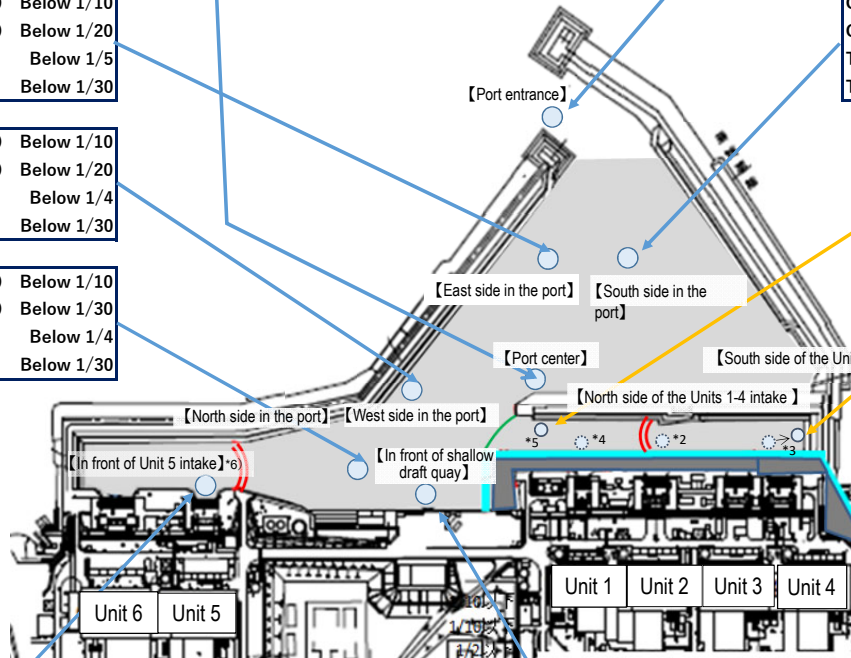 Below 1/10
Below 1/20
Below 1/5
Below 1/30
Below 1/10
Below 1/20
Below 1/4
Below 1/30
Below 1/10
Below 1/30
Below 1/4
Below 1/30
【Port entrance】
【East side in the port】
【South side in the
port】
【Port center】
【South side of the Uni
【North side of the Units 1-4 intake 】
【North side in the port】
【West side in the port】
*5
*4
*2
*3
【In front of Unit 5 intake】*6)
【In front of shallow
draft quay】
Unit 1
Unit 2
Unit 3
Unit 4
Unit 6
Unit 5